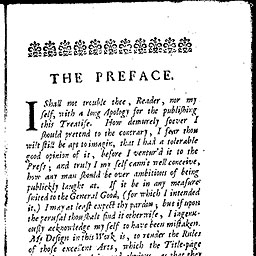 THE PREFACE.
I Shall not trouble thee, Reader, nor my
self, with a long Apology for the publishing
this Treatise. How demurely soever I
should pretend to the contrary, I fear thou
wilt still be apt to imagin, that I had a tolerable
good opinion of it, before I ventur'd it to the
Press; and truly I my self cann't well conceive,
how any man should be over ambitious of being
publickly laught at. If it be in any measure
suited to the General Good, (for which I intended
it,) I may at least expect thy pardon; but if upon
the perusal thou shalt find it otherwise, I ingenu-
ously acknowledge my self to have been mistaken.
My Design in this Work, is, to render the Rules
of those excellent Arts, which the Title-page